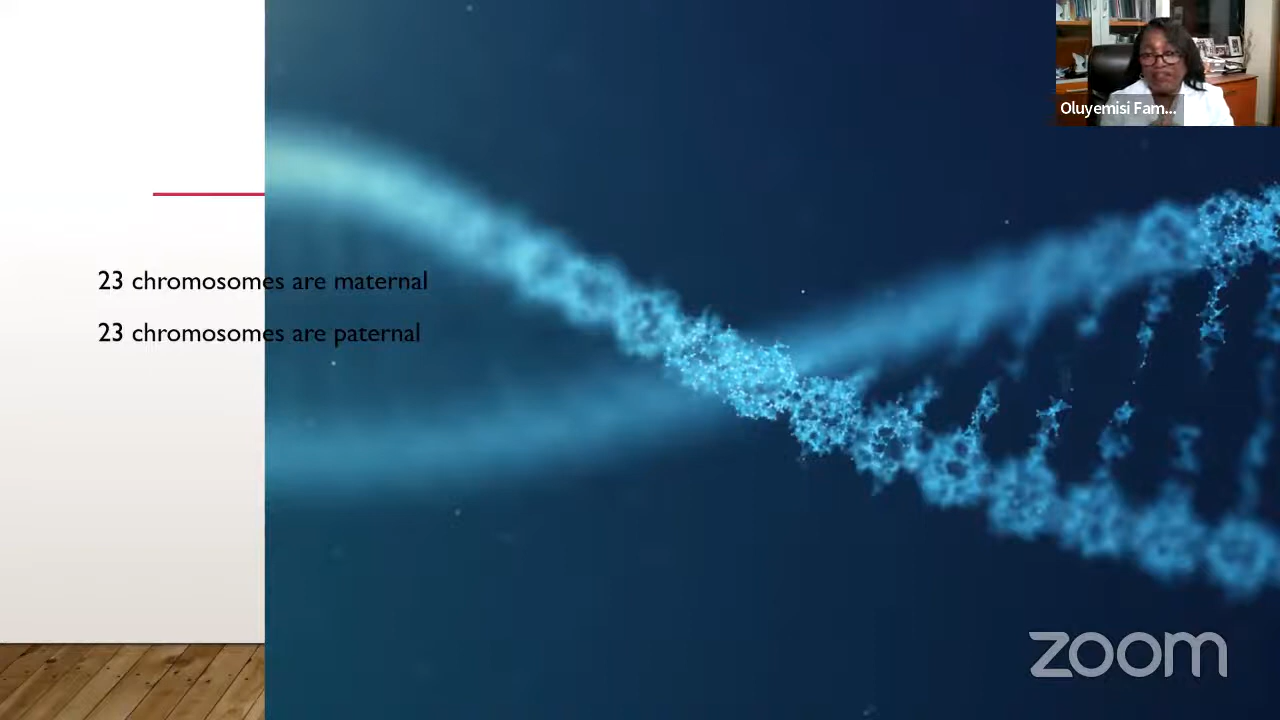 Oluyemisi Fam...
23 chromosomes are maternal
23 chromosomes are paternal
zoom